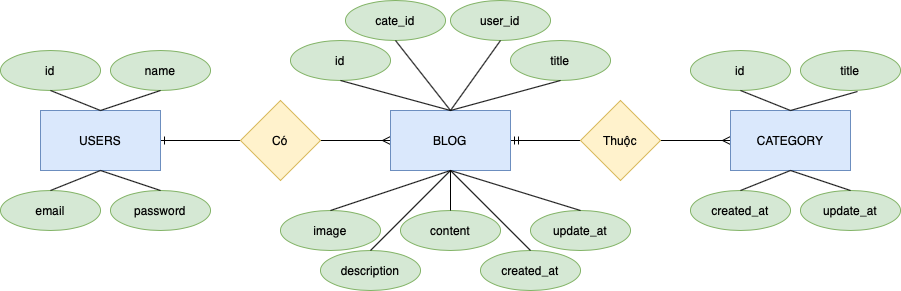 cate_id
user_id
id
title
id
name
id
title
USERS
Có
BLOG
Thuộc
CATEGORY
email
password
image
content
update_at
created_at
update_at
description
created_at